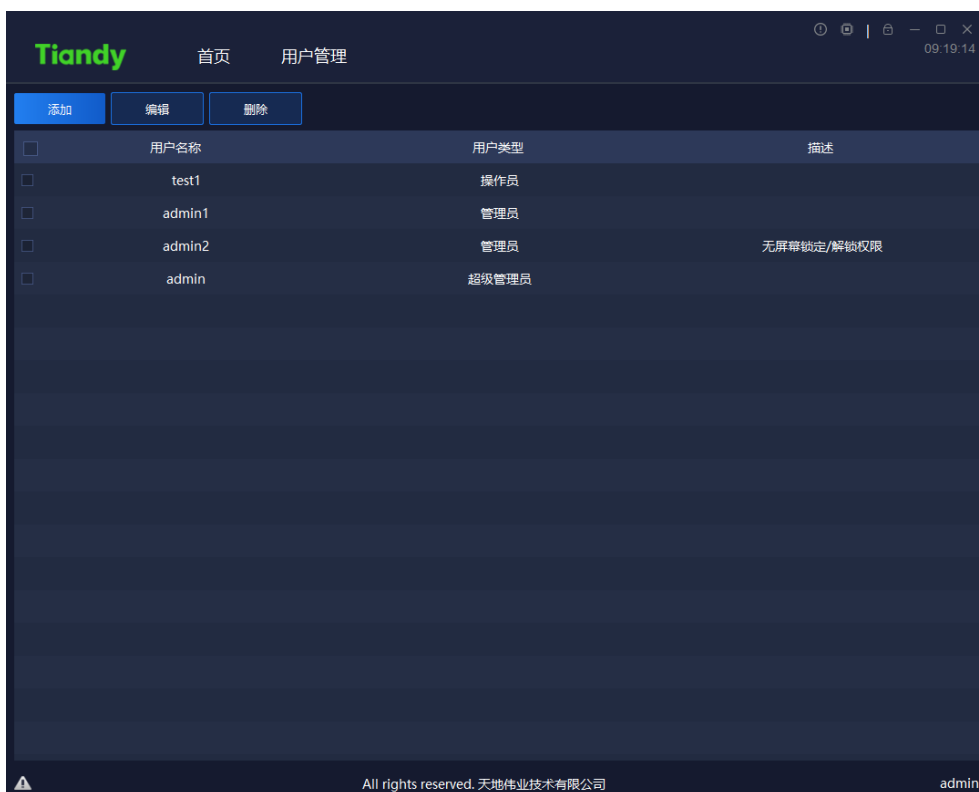 Tiandy 首页 用户管理
09:19:14
添加 编辑 删除
用户名称 用户类型 描述
test1 操作员
admin1 管理员
admin2 管理员 无屏幕锁定/解锁权限
admin 超级管理员
All rights reserved. 天地伟业技术有限公司 admin